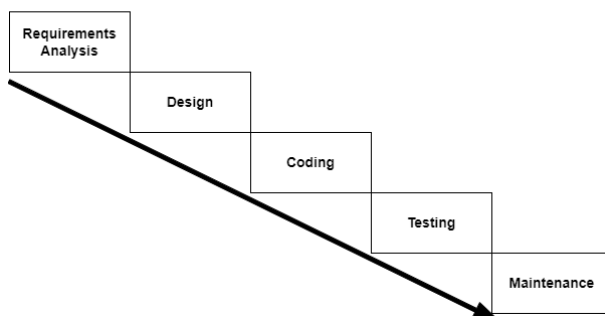 Requirements
Analysis
Design
Coding
Testing
Maintenance